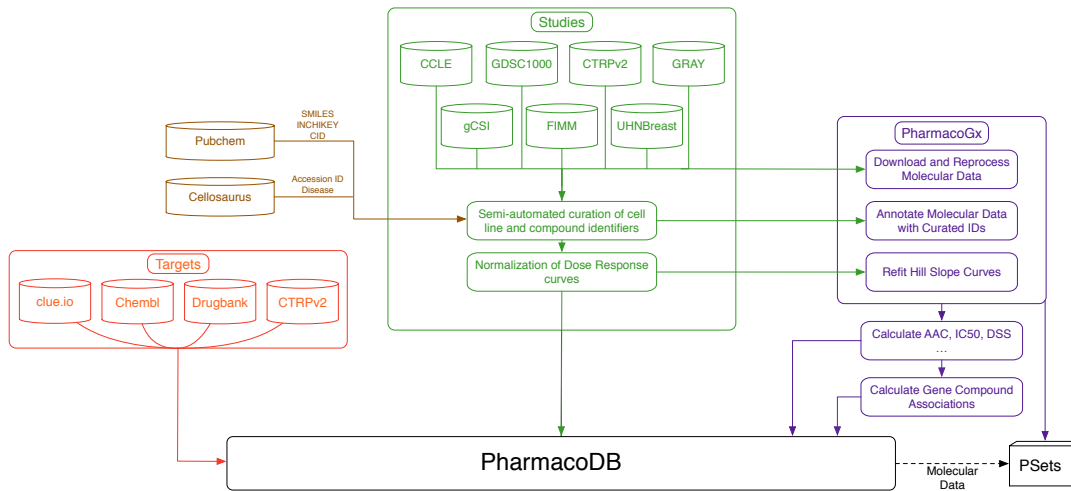 Studies
CCLE
GDSC1000
CTRPv2
GRAY
gCSI
FIMM
UHNBreast
SMILES
INCHIKEY
CID
Pubchem
Accession ID
Disease
Cellosaurus
Semi-automated curation of cell
line and compound identifiers
Normalization of Dose Response
curves
PharmacoGx
Download and Reprocess
Molecular Data
Annotate Molecular Data
with Curated IDs
Refit Hill Slope Curves
Targets
clue.io
Chembl
Drugbank
CTRPv2
Calculate AAC, IC50, DSS
...
Calculate Gene Compound
Associations
PharmacoDB
Molecular
Data
PSets